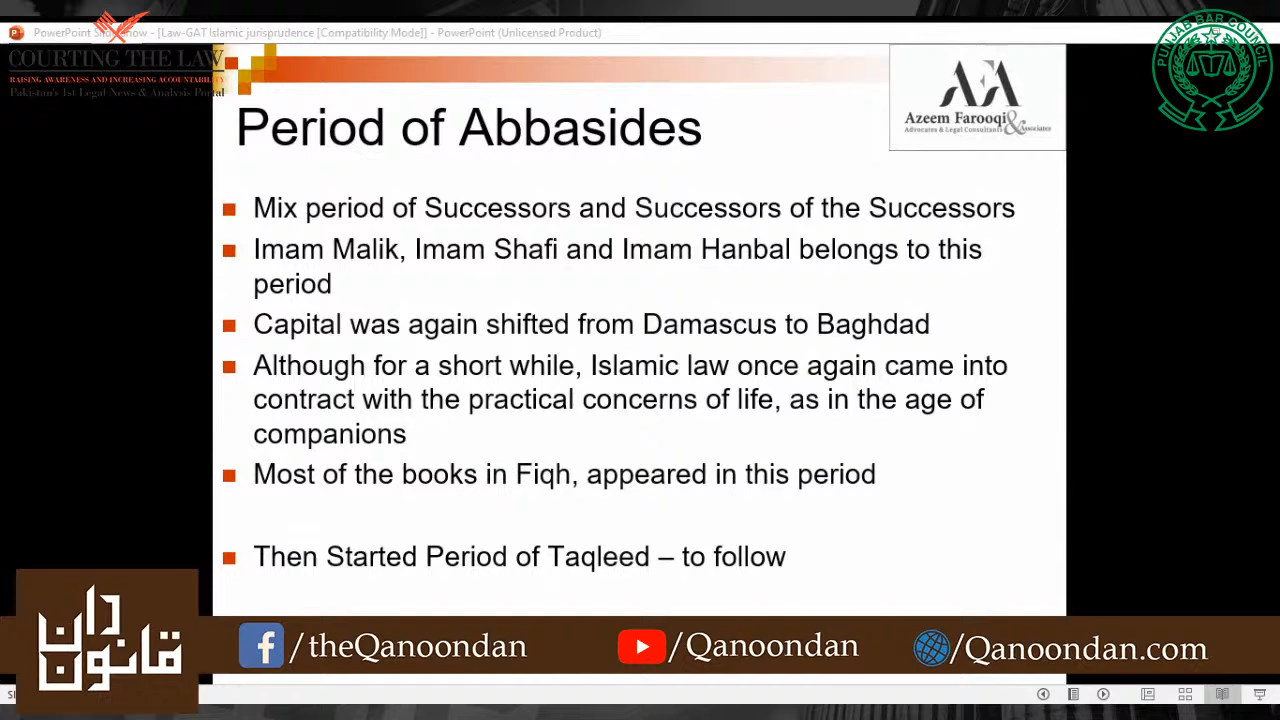 PowerPoint Slide Show - [Law-GAT Islamic jurisprudence [Compatibility Mode]] - PowerPoint (Unlicensed Product)
COURTING THE LAW
RAISING AWARENESS AND INCREASING ACCOUNTABILITY
Pakistan's 1st Legal News & Analysis Portal
AFA
Azeem Farooqi & Associates
Advocates & Legal Consultants
PUNJAB BAR COUNCIL
Period of Abbasides
Mix period of Successors and Successors of the Successors
Imam Malik, Imam Shafi and Imam Hanbal belongs to this
period
Capital was again shifted from Damascus to Baghdad
Although for a short while, Islamic law once again came into
contract with the practical concerns of life, as in the age of
companions
Most of the books in Fiqh, appeared in this period
Then Started Period of Taqleed – to follow
قانون دان
/theQanoondan
/Qanoondan
/Qanoondan.com